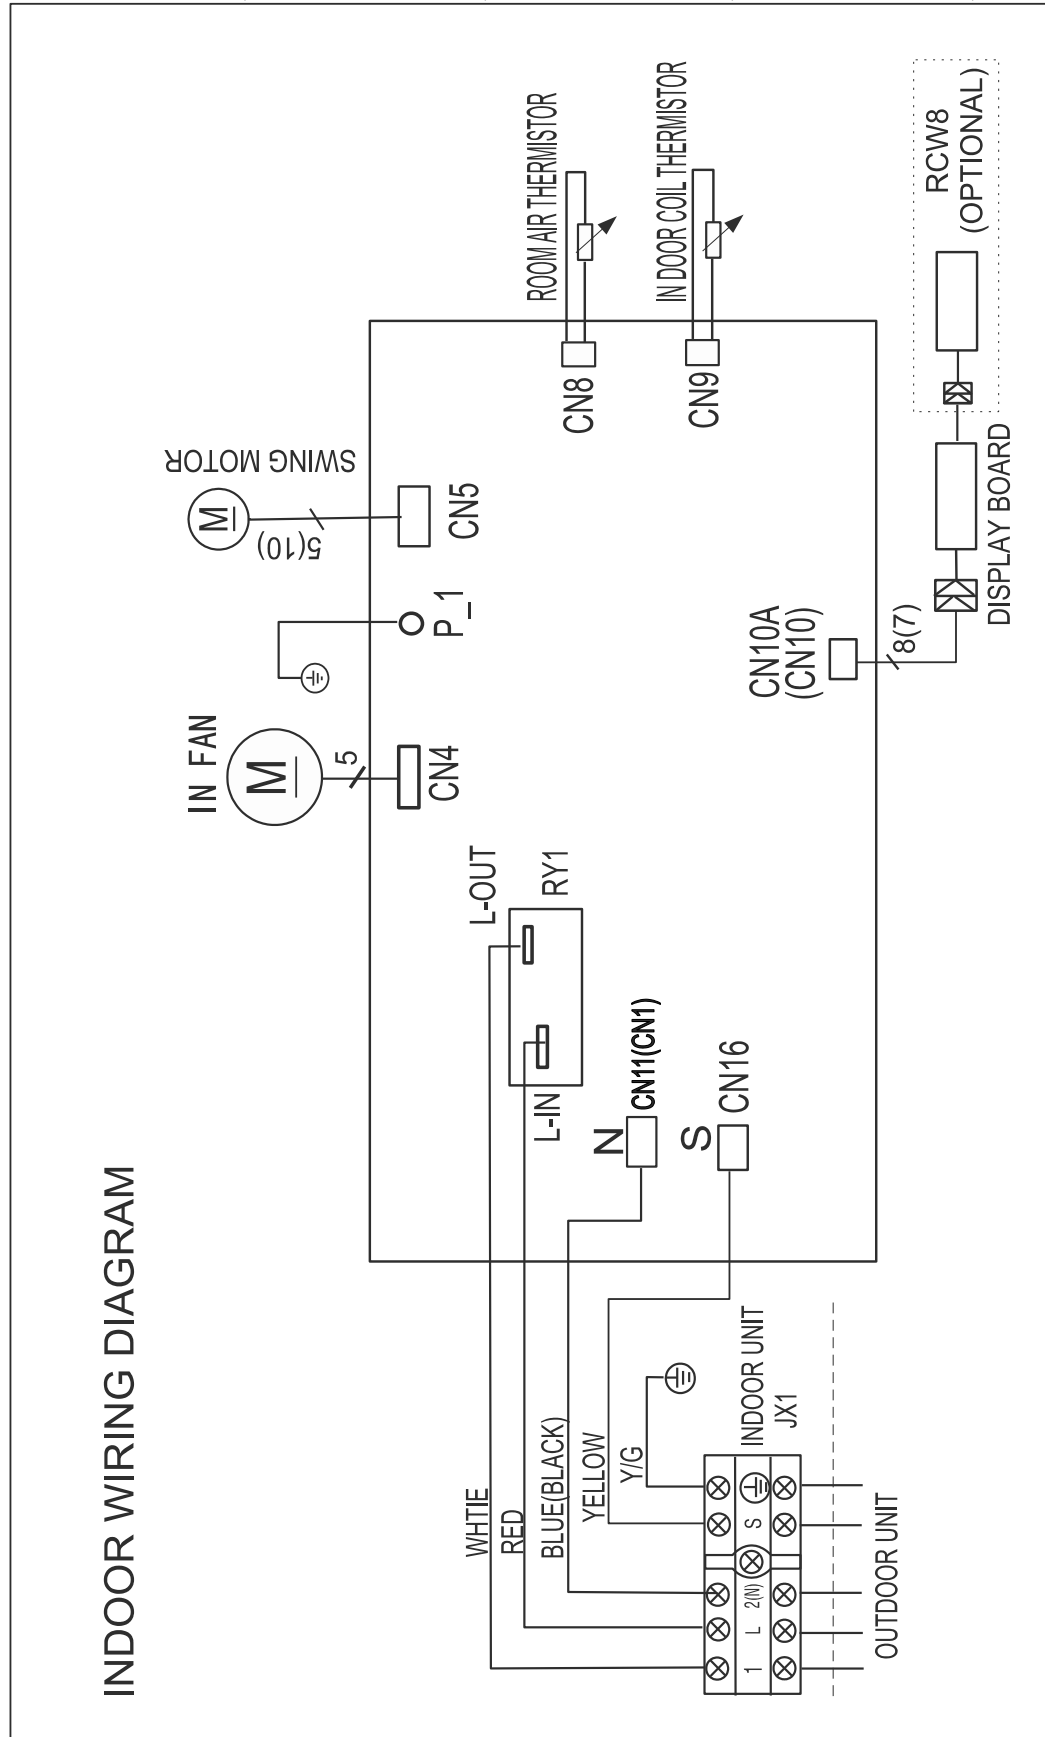 INDOOR WIRING DIAGRAM
IN FAN
M
5
CN4
SWING MOTOR
M
5(10)
CN5
P_1
ROOM AIR THERMISTOR
CN8
IN DOOR COIL THERMISTOR
CN9
L-OUT
RY1
L-IN
N
CN11(CN1)
S
CN16
CN10A
(CN10)
8(7)
DISPLAY BOARD
RCW8
(OPTIONAL)
WHTIE
RED
BLUE(BLACK)
YELLOW
Y/G
INDOOR UNIT
JX1
1 L 2(N) S
OUTDOOR UNIT